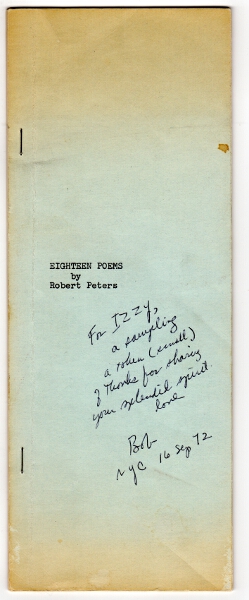 EIGHTEEN POEMS
by
Robert Peters
For Izzy,
a sampling
a token (small)
of thanks for sharing
your splendid spirit.
love
Bob
NYC 16 Sep 72